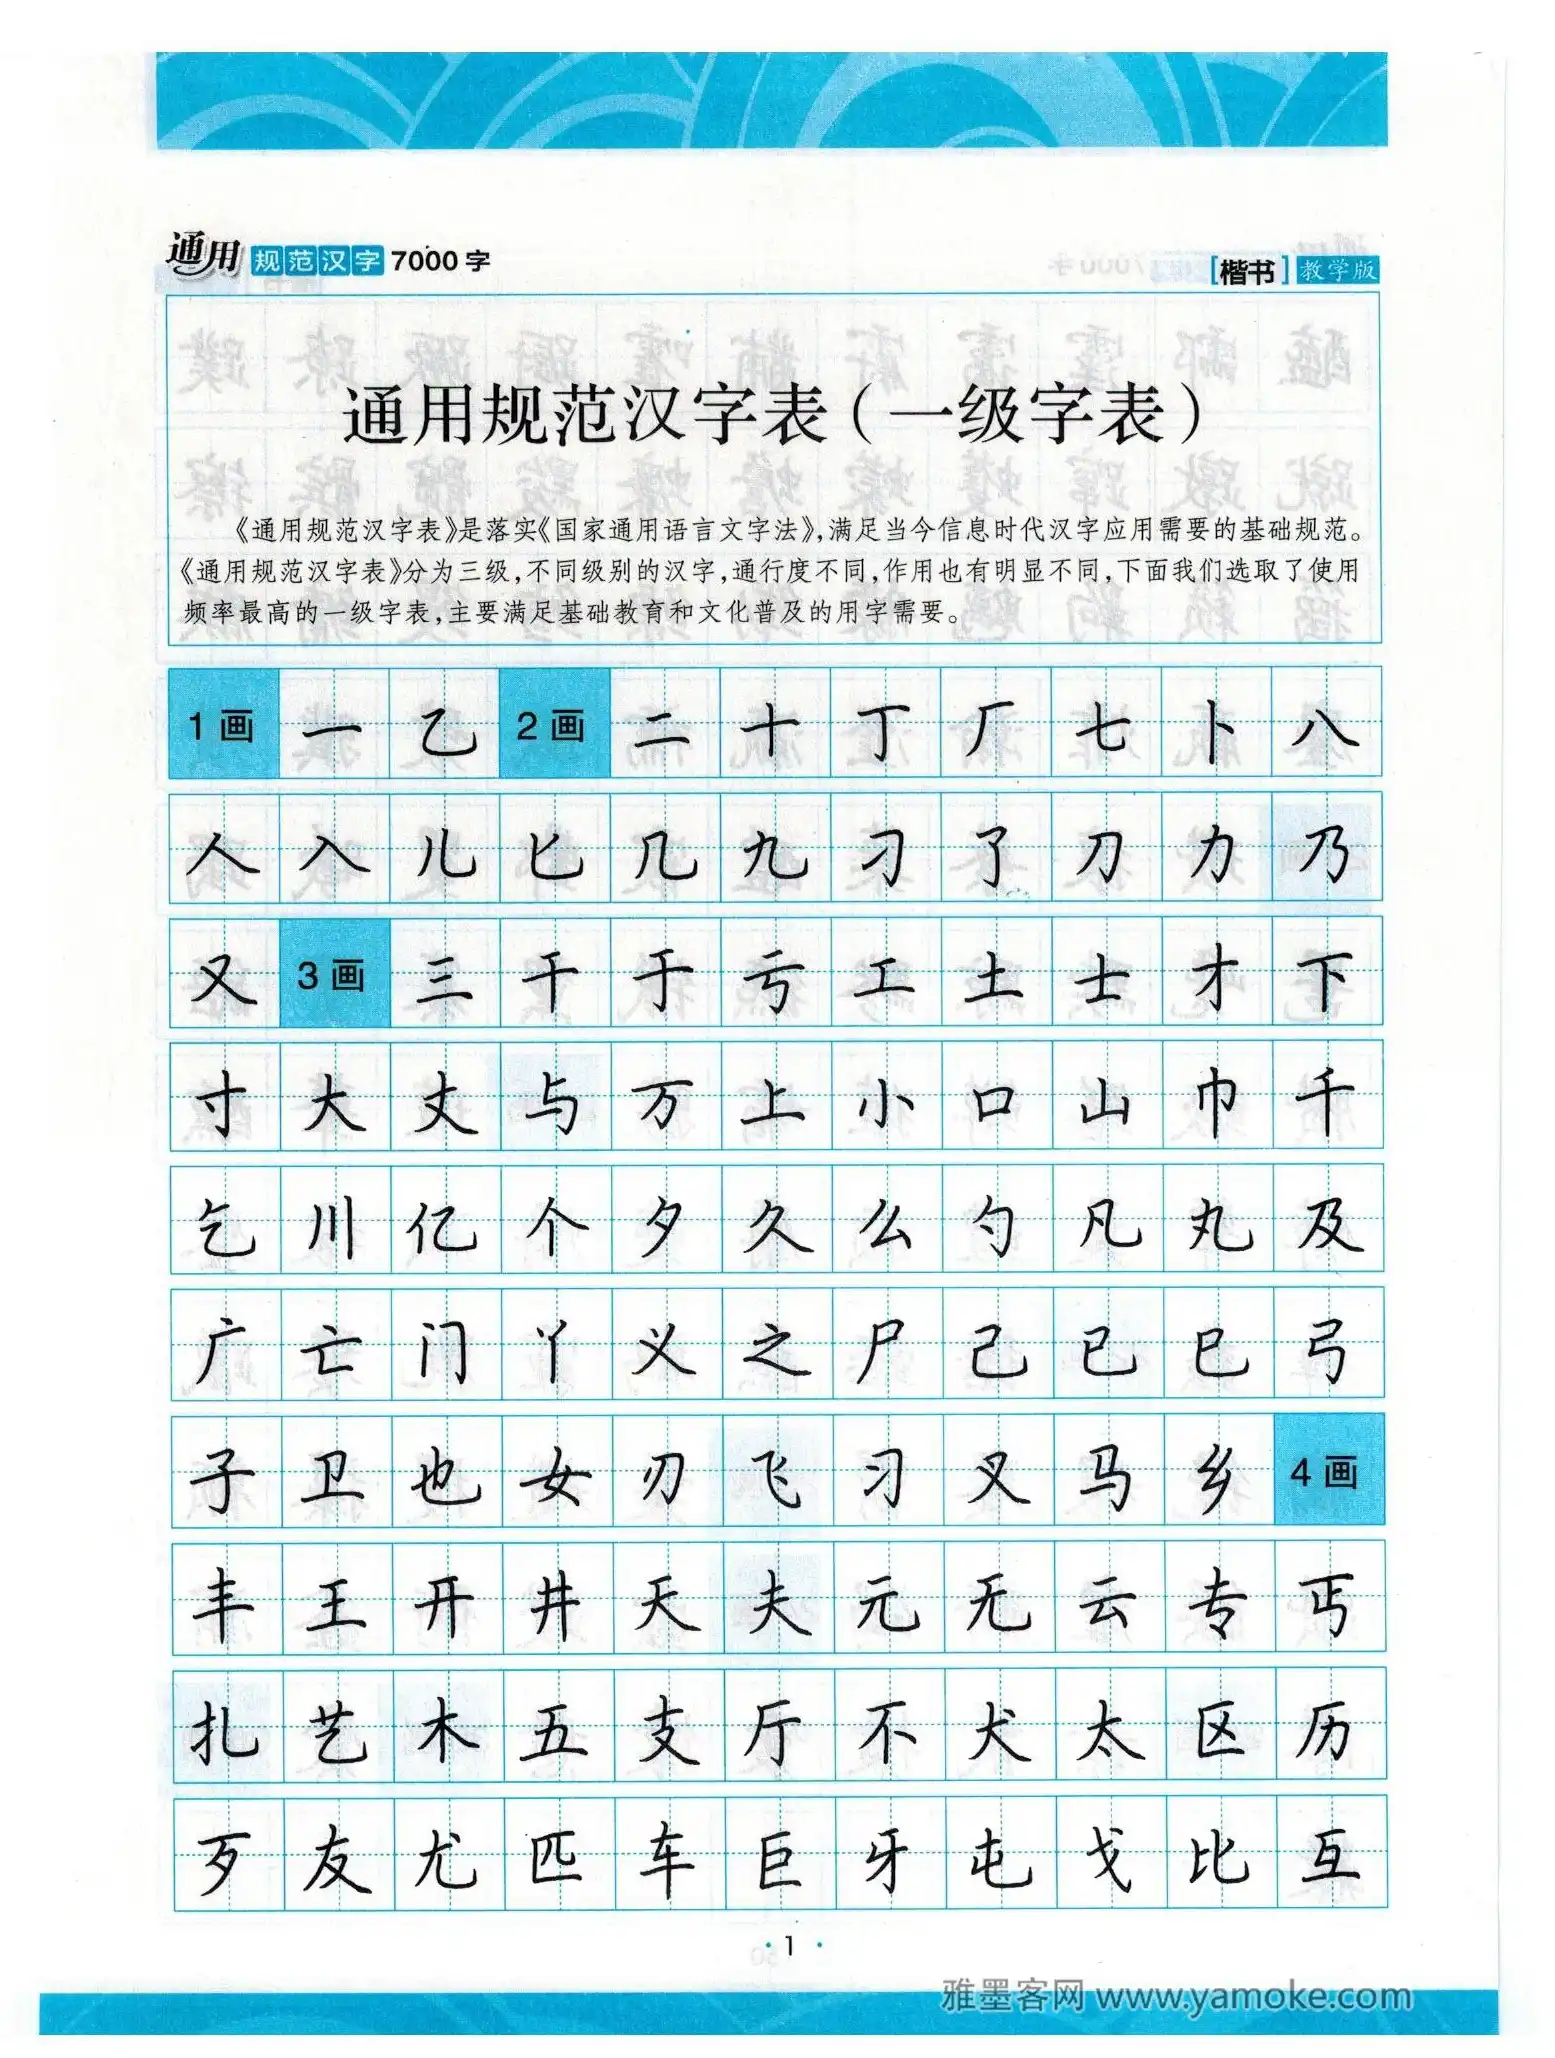 通用规范汉字 7000 字
[楷书] 教学版
通用规范汉字表（一级字表）
《通用规范汉字表》是落实《国家通用语言文字法》,满足当今信息时代汉字应用需要的基础规范。
《通用规范汉字表》分为三级,不同级别的汉字,通行度不同,作用也有明显不同,下面我们选取了使用
频率最高的一级字表,主要满足基础教育和文化普及的用字需要。
1 画 一 乙 2 画 二 十 丁 厂 七 卜 八
人 入 儿 匕 几 九 刁 了 刀 力 乃
又 3 画 三 干 于 亏 工 土 士 才 下
寸 大 丈 与 万 上 小 口 山 巾 千
乞 川 亿 个 夕 久 么 勺 凡 丸 及
广 亡 门 丫 义 之 尸 己 已 巳 弓
子 卫 也 女 刃 飞 习 叉 马 乡 4 画
丰 王 开 井 天 夫 元 无 云 专 丐
扎 艺 木 五 支 厅 不 犬 太 区 历
歹 友 尤 匹 车 巨 牙 屯 戈 比 互
· 1 ·
雅墨客网 www.yamoke.com